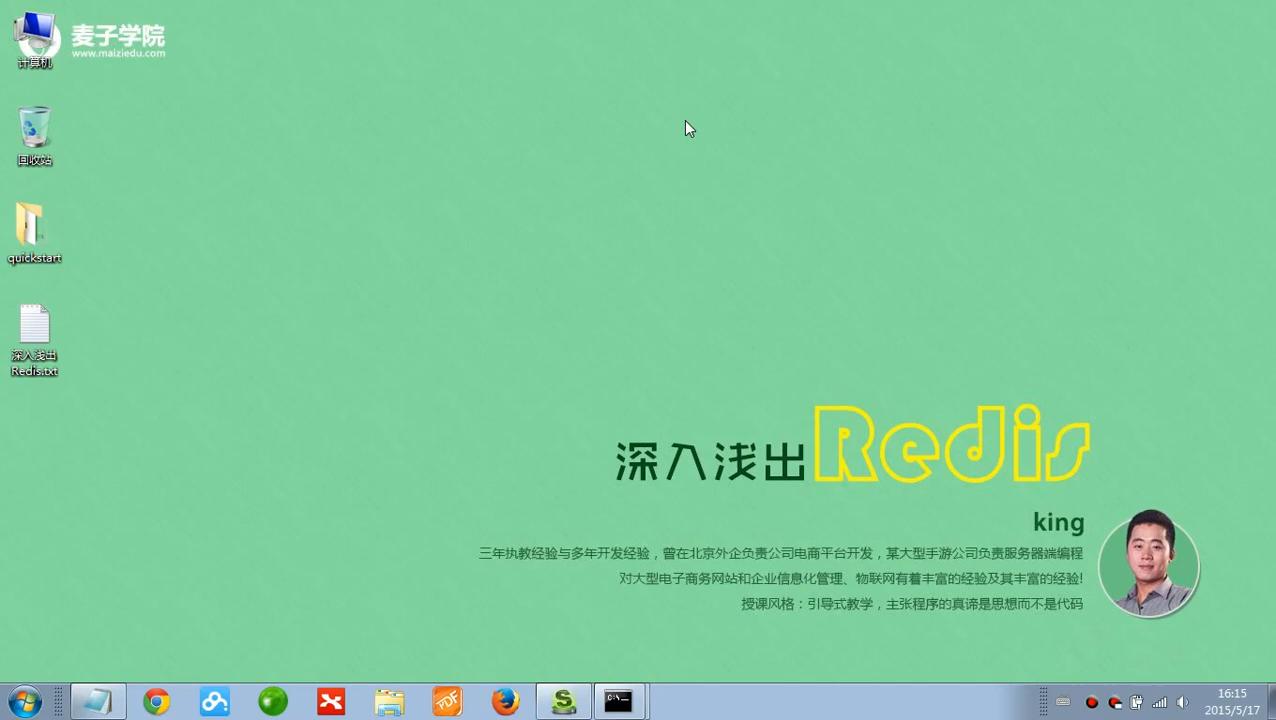 麦子学院
www.maiziedu.com
计算机
回收站
quickstart
深入浅出
Redis.txt
深入浅出Redis
king
三年执教经验与多年开发经验，曾在北京外企负责公司电商平台开发，某大型手游公司负责服务器端编程
对大型电子商务网站和企业信息化管理、物联网有着丰富的经验及其丰富的经验!
授课风格：引导式教学，主张程序的真谛是思想而不是代码
PDF
C:\
16:15
2015/5/17